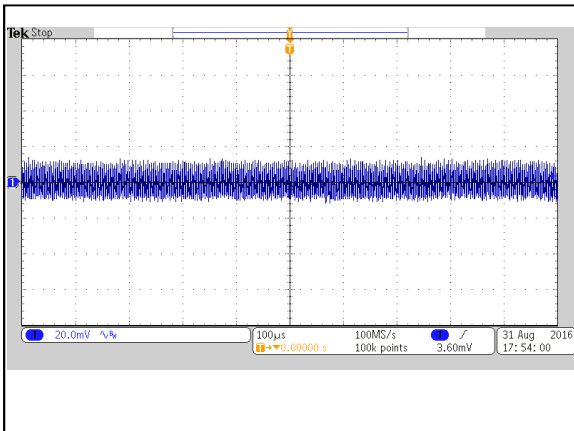 Tek Stop
T
T
1
1 20.0mV ∿ BW
100µs 100MS/s 1 ∫ 31 Aug 2016
T→▼0.00000 s 100k points 3.60mV 17:54:00